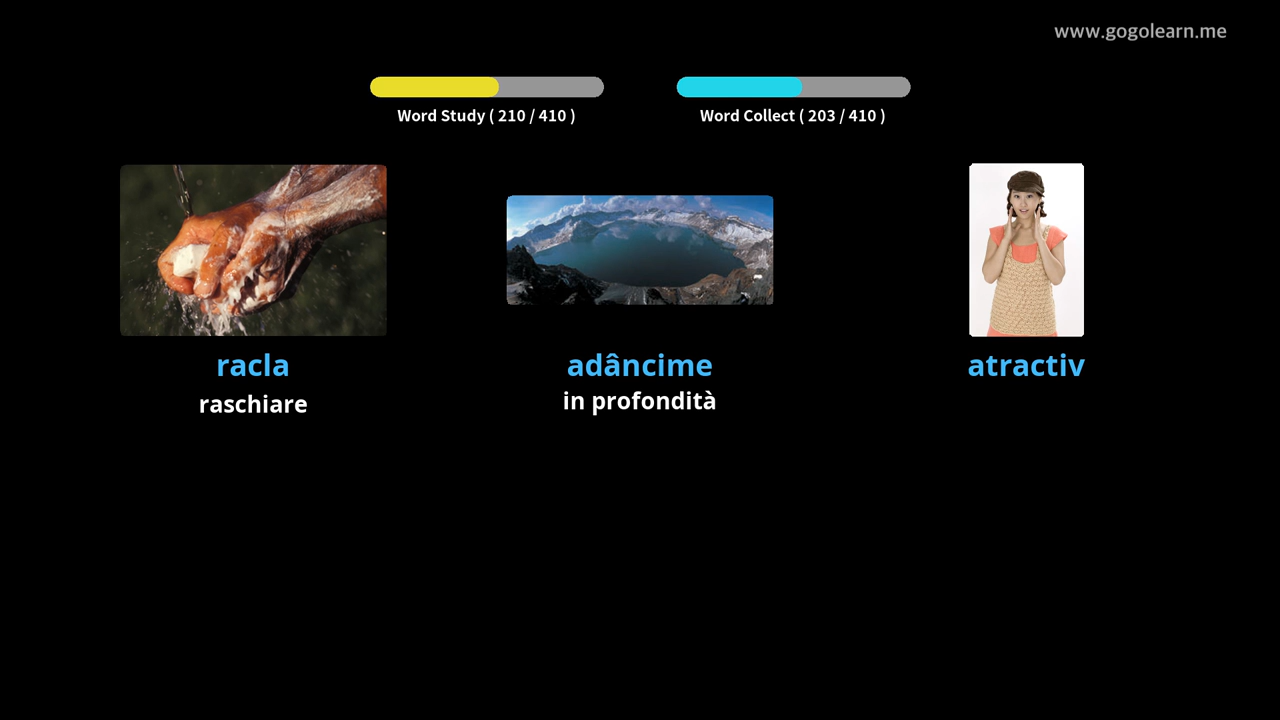 www.gogolearn.me
Word Study ( 210 / 410 )
Word Collect ( 203 / 410 )
racla
raschiare
adâncime
in profondità
atractiv